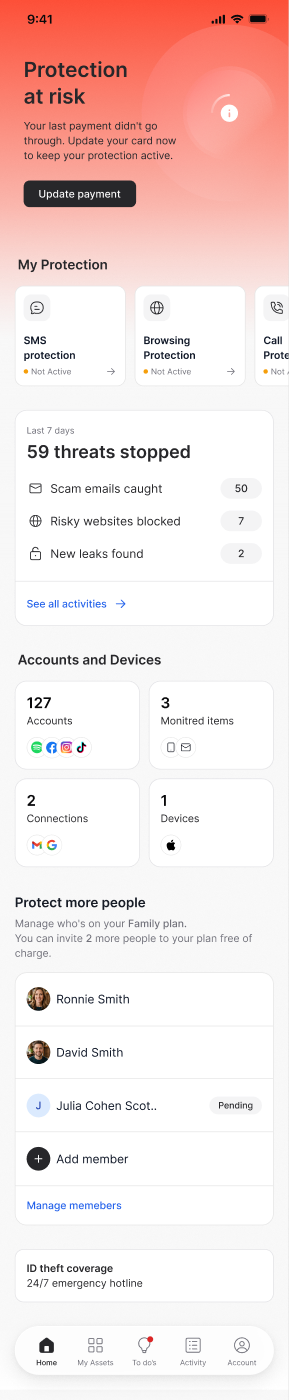 9:41
Protection
at risk
Your last payment didn't go
through. Update your card now
to keep your protection active.
Update payment
My Protection
SMS
protection
Not Active
Browsing
Protection
Not Active
Call
Prote
Not
Last 7 days
59 threats stopped
Scam emails caught 50
Risky websites blocked 7
New leaks found 2
See all activities
Accounts and Devices
127
Accounts
3
Monitred items
2
Connections
1
Devices
Protect more people
Manage who's on your Family plan.
You can invite 2 more people to your plan free of
charge.
Ronnie Smith
David Smith
J Julia Cohen Scot.. Pending
Add member
Manage memebers
ID theft coverage
24/7 emergency hotline
Home My Assets To do's Activity Account